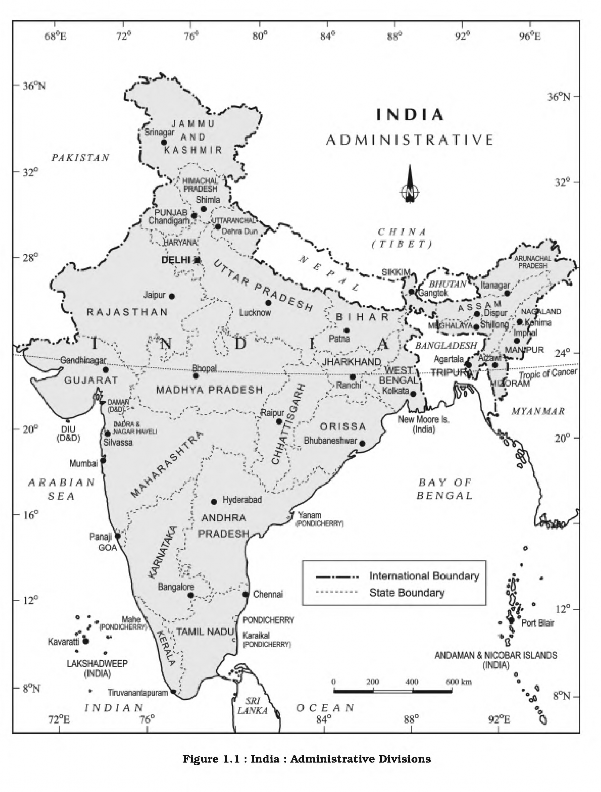 68°E 72° 76° 80° 84° 88° 92° 96°E
36°N
36°N
INDIA
ADMINISTRATIVE
JAMMU
AND
KASHMIR
Srinagar
PAKISTAN
32°
32°
N
HIMACHAL
PRADESH
Shimla
PUNJAB
Chandigarh
UTTARANCHAL
Dehra Dun
CHINA
(TIBET)
HARYANA
DELHI
28°
28°
NEPAL
SIKKIM
Gangtok
BHUTAN
ARUNACHAL
PRADESH
Itanagar
UTTAR PRADESH
Jaipur
RAJASTHAN
Lucknow
BIHAR
Patna
ASSAM
Dispur
NAGALAND
Kohima
MEGHALAYA
Shillong
Imphal
MANIPUR
INDIA
BANGLADESH
24°
Gandhinagar
GUJARAT
Bhopal
MADHYA PRADESH
JHARKHAND
Ranchi
WEST
BENGAL
Kolkata
Agartala
TRIPURA
Aizawl
MIZORAM
Tropic of Cancer
DAMAN
(D&D)
DIU
(D&D)
DADRA &
NAGAR HAVELI
Silvassa
Raipur
CHHATTISGARH
ORISSA
Bhubaneshwar
New Moore Is.
(India)
MYANMAR
20°
20°
Mumbai
MAHARASHTRA
ARABIAN
SEA
BAY OF
BENGAL
Hyderabad
ANDHRA
PRADESH
Yanam
(PONDICHERRY)
16°
Panaji
GOA
KARNATAKA
International Boundary
State Boundary
Bangalore
Chennai
12°
12°
Mahe
(PONDICHERRY)
PONDICHERRY
Karaikal
(PONDICHERRY)
TAMIL NADU
KERALA
Kavaratti
LAKSHADWEEP
(INDIA)
Port Blair
ANDAMAN & NICOBAR ISLANDS
(INDIA)
8°N
8°N
Tiruvanantapuram
0 200 400 600 km
INDIAN OCEAN
SRI
LANKA
72°E 76° 84° 88° 92°E
Figure 1.1 : India : Administrative Divisions